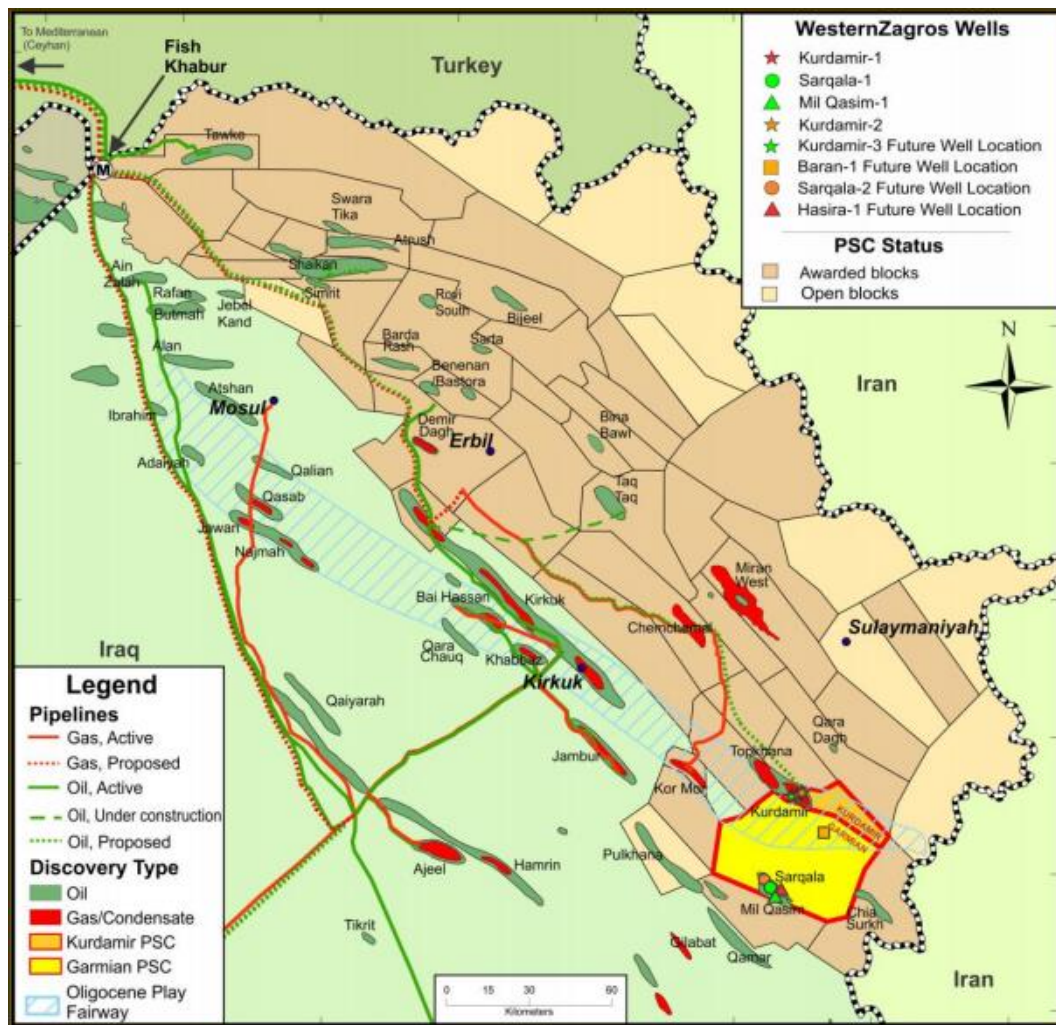 To Mediterranean
(Ceyhan)
Fish
Khabur
Turkey
WesternZagros Wells
Kurdamir-1
Sarqala-1
Mil Qasim-1
Kurdamir-2
Kurdamir-3 Future Well Location
Baran-1 Future Well Location
Sarqala-2 Future Well Location
Hasira-1 Future Well Location
PSC Status
Awarded blocks
Open blocks
M
Tawke
Swara
Tika
Atrush
Shaikan
Simrit
Ain
Zalah
Rafan
Butmah
Jebel
Kand
Rosi
South
Bijeel
Barda
Rash
Sarta
Alan
Benenan
/Bastora
Iran
N
Atshan
Mosul
Ibrahim
Demir
Dagh
Erbil
Bina
Bawi
Adaiyah
Qalian
Taq
Taq
Qasab
Jawan
Najmah
Miran
West
Bai Hassan
Kirkuk
Chemchemal
Sulaymaniyah
Iraq
Qara
Chauq
Khabbaz
Kirkuk
Qaiyarah
Qara
Dagh
Jambur
Topkhana
Kor Mor
Kurdamir
KURDAMIR
GARMIAN
Pulkhana
Ajeel
Hamrin
Sarqala
Mil Qasim
Chia
Surkh
Tikrit
Gilabat
Qamar
Iran
Legend
Pipelines
Gas, Active
Gas, Proposed
Oil, Active
Oil, Under construction
Oil, Proposed
Discovery Type
Oil
Gas/Condensate
Kurdamir PSC
Garmian PSC
Oligocene Play
Fairway
0 15 30 60
Kilometers